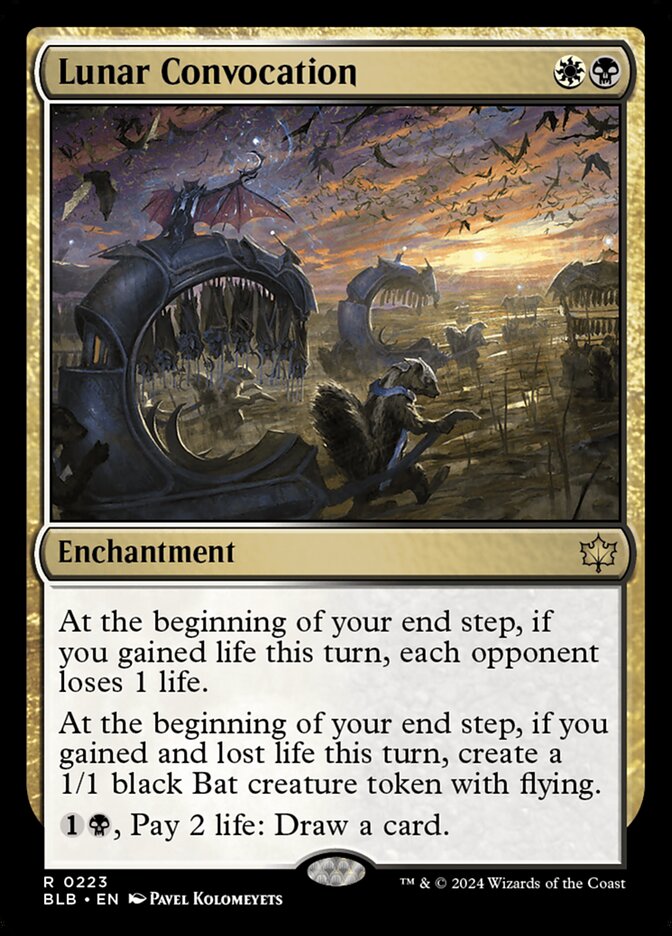 Lunar Convocation
Enchantment
At the beginning of your end step, if
you gained life this turn, each opponent
loses 1 life.
At the beginning of your end step, if you
gained and lost life this turn, create a
1/1 black Bat creature token with flying.
1, Pay 2 life: Draw a card.
R 0223
BLB • EN PAVEL KOLOMEYETS
™ & © 2024 Wizards of the Coast